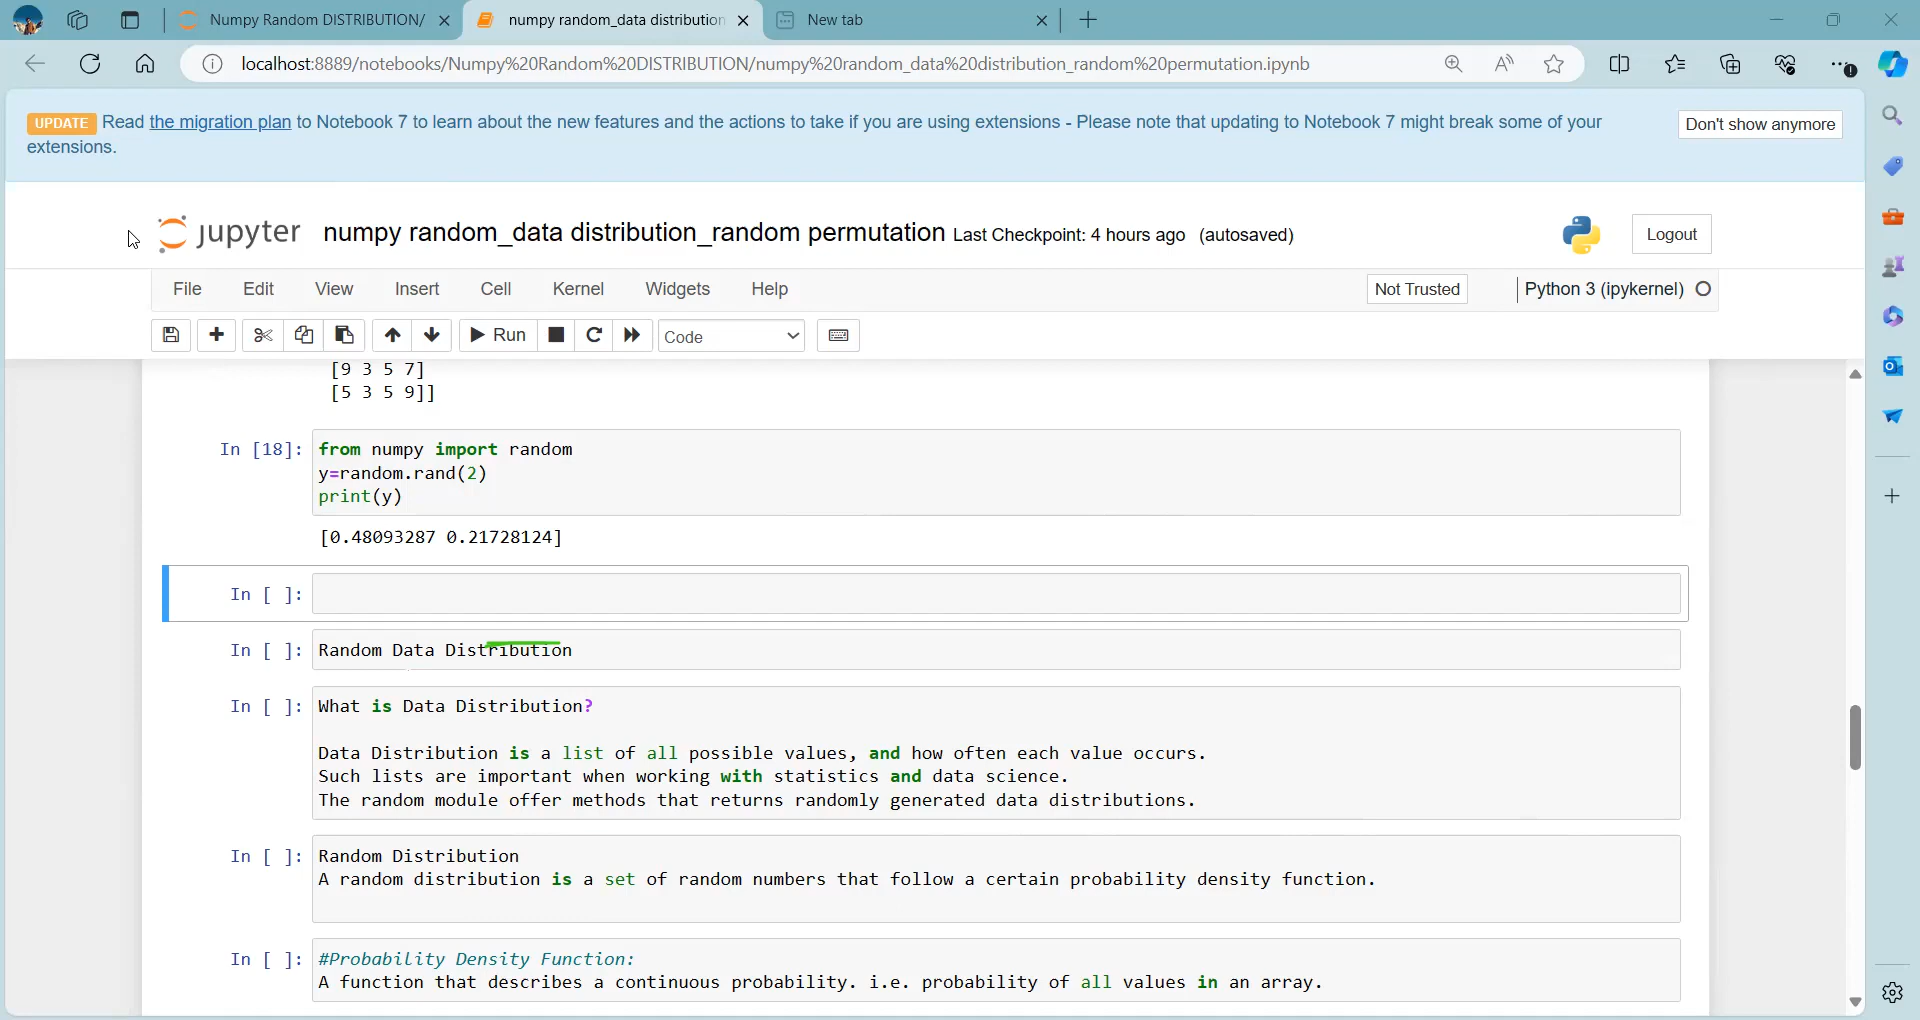 Numpy Random DISTRIBUTION/
numpy random_data distribution
New tab
localhost:8889/notebooks/Numpy%20Random%20DISTRIBUTION/numpy%20random_data%20distribution_random%20permutation.ipynb
UPDATE Read the migration plan to Notebook 7 to learn about the new features and the actions to take if you are using extensions - Please note that updating to Notebook 7 might break some of your
extensions.
Don't show anymore
jupyter numpy random_data distribution_random permutation Last Checkpoint: 4 hours ago (autosaved)
Logout
File Edit View Insert Cell Kernel Widgets Help
Not Trusted
Python 3 (ipykernel)
Run
Code
[9 3 5 7]
[5 3 5 9]]
In [18]: from numpy import random
y=random.rand(2)
print(y)
[0.48093287 0.21728124]
In [ ]:
In [ ]: Random Data Distribution
In [ ]: What is Data Distribution?
Data Distribution is a list of all possible values, and how often each value occurs.
Such lists are important when working with statistics and data science.
The random module offer methods that returns randomly generated data distributions.
In [ ]: Random Distribution
A random distribution is a set of random numbers that follow a certain probability density function.
In [ ]: #Probability Density Function:
A function that describes a continuous probability. i.e. probability of all values in an array.